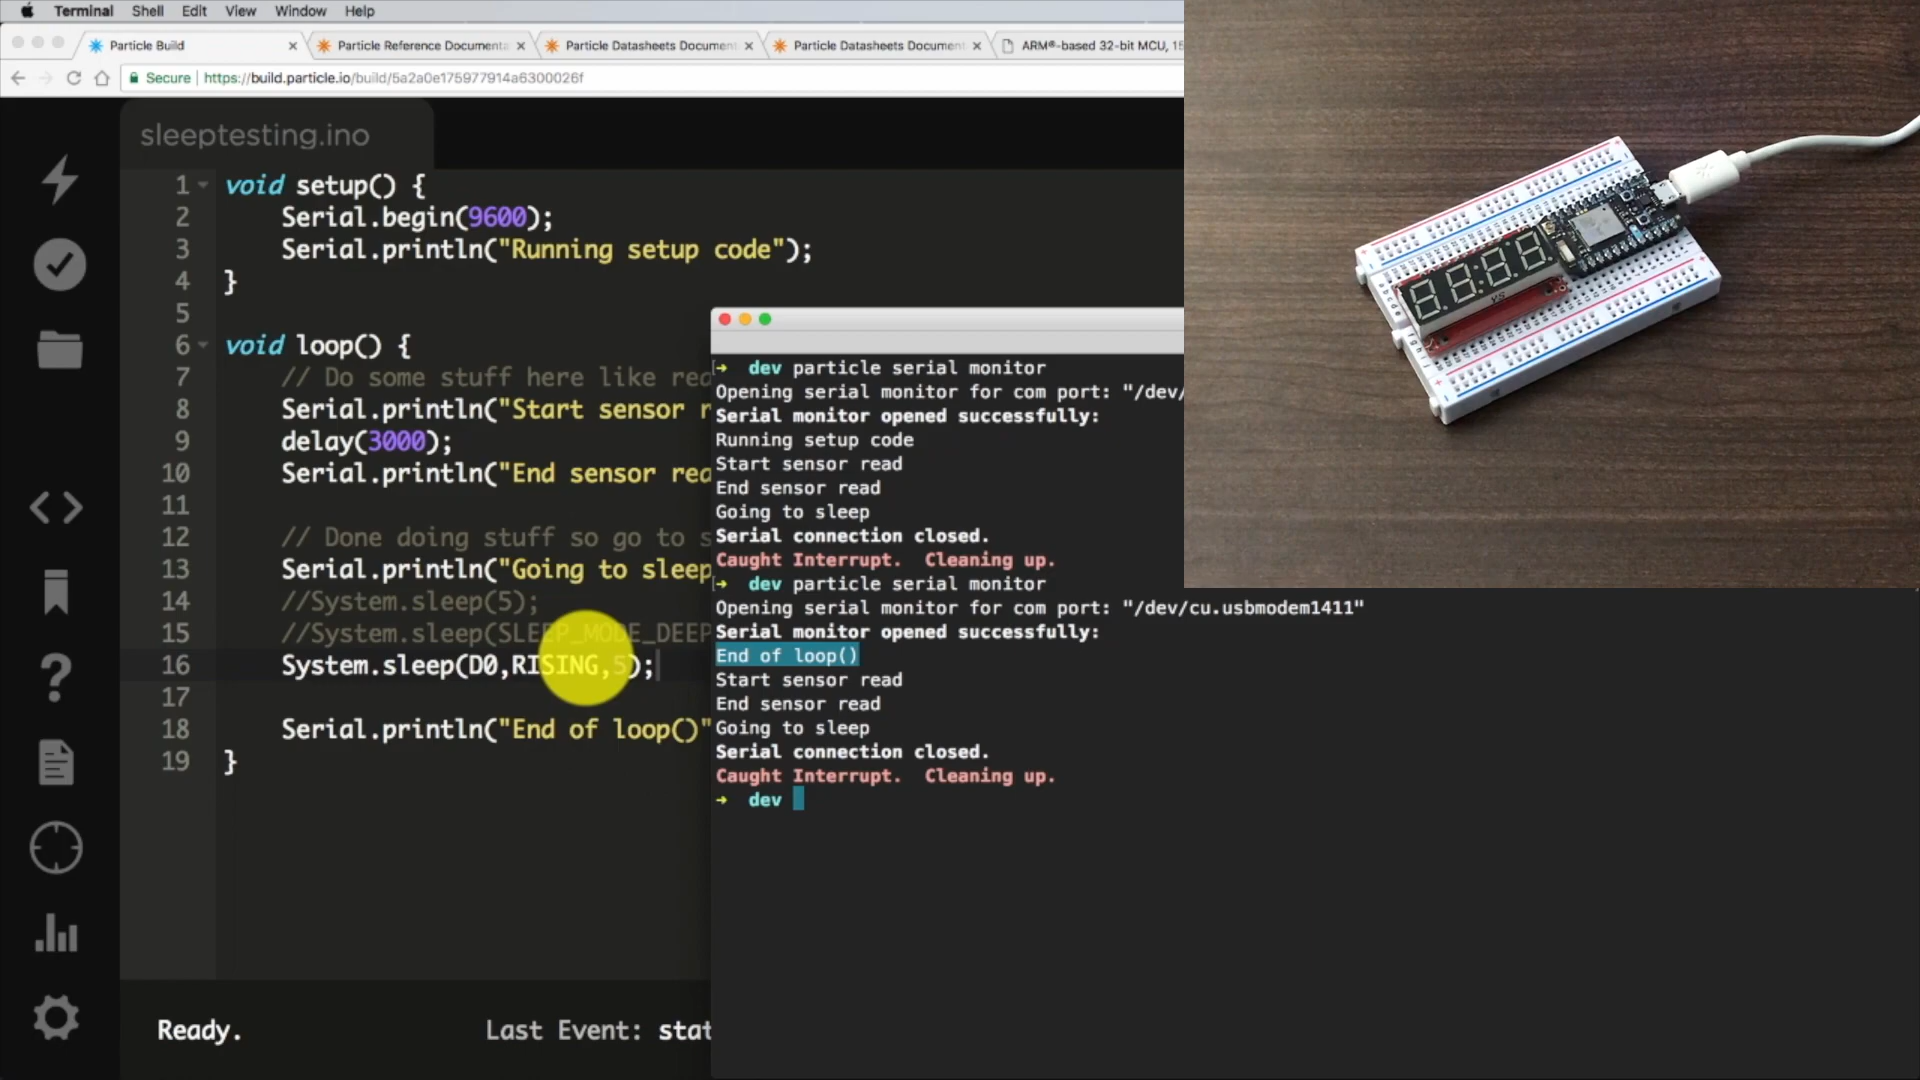 Terminal Shell Edit View Window Help
Particle Build
Particle Reference Documenta
Particle Datasheets Document
Particle Datasheets Document
ARM®-based 32-bit MCU, 15
Secure | https://build.particle.io/build/5a2a0e175977914a6300026f
sleeptesting.ino
1 void setup() {
2 Serial.begin(9600);
3 Serial.println("Running setup code");
4 }
5
6 void loop() {
7 // Do some stuff here like rea
8 Serial.println("Start sensor r
9 delay(3000);
10 Serial.println("End sensor rea
11
12 // Done doing stuff so go to s
13 Serial.println("Going to sleep
14 //System.sleep(5);
15 //System.sleep(SLEEP_MODE_DEEP
16 System.sleep(D0,RISING,5);
17
18 Serial.println("End of loop()"
19 }
Ready.
Last Event: stat
➜ dev particle serial monitor
Opening serial monitor for com port: "/dev/
Serial monitor opened successfully:
Running setup code
Start sensor read
End sensor read
Going to sleep
Serial connection closed.
Caught Interrupt. Cleaning up.
➜ dev particle serial monitor
Opening serial monitor for com port: "/dev/cu.usbmodem1411"
Serial monitor opened successfully:
End of loop()
Start sensor read
End sensor read
Going to sleep
Serial connection closed.
Caught Interrupt. Cleaning up.
➜ dev